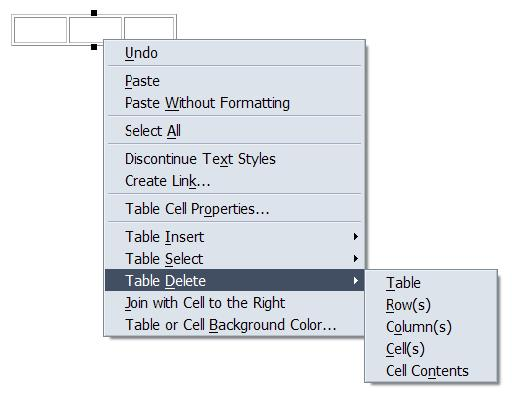 Undo
Paste
Paste Without Formatting
Select All
Discontinue Text Styles
Create Link...
Table Cell Properties...
Table Insert
Table Select
Table Delete
Join with Cell to the Right
Table or Cell Background Color...
Table
Row(s)
Column(s)
Cell(s)
Cell Contents